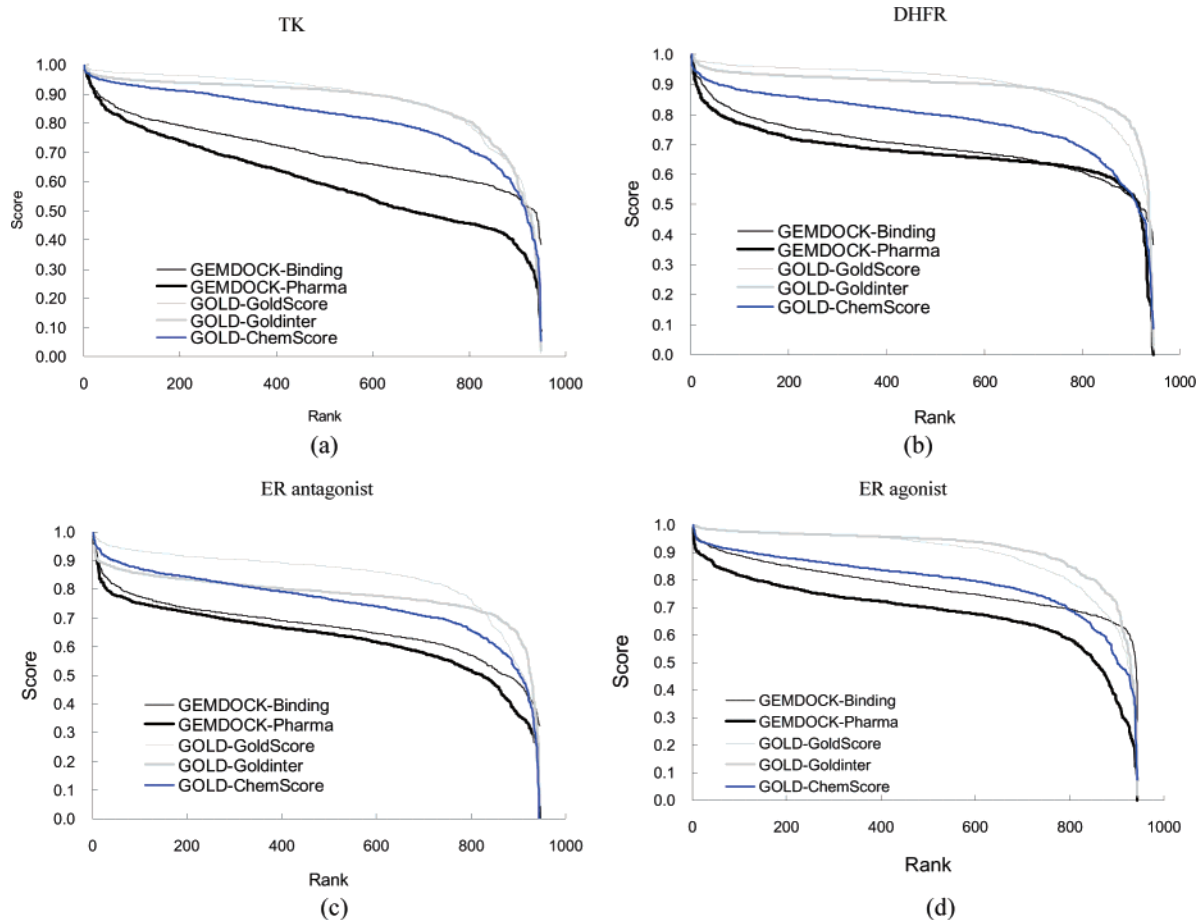 TK
1.00
0.90
0.80
0.70
0.60
0.50
0.40
0.30
0.20
0.10
0.00
Score
GEMDOCK-Binding
GEMDOCK-Pharma
GOLD-GoldScore
GOLD-Goldinter
GOLD-ChemScore
0 200 400 600 800 1000
Rank
(a)
DHFR
1.0
0.9
0.8
0.7
0.6
0.5
0.4
0.3
0.2
0.1
0.0
Score
GEMDOCK-Binding
GEMDOCK-Pharma
GOLD-GoldScore
GOLD-Goldinter
GOLD-ChemScore
0 200 400 600 800 1000
Rank
(b)
ER antagonist
1.0
0.9
0.8
0.7
0.6
0.5
0.4
0.3
0.2
0.1
0.0
Score
GEMDOCK-Binding
GEMDOCK-Pharma
GOLD-GoldScore
GOLD-Goldinter
GOLD-ChemScore
0 200 400 600 800 1000
Rank
(c)
ER agonist
1.0
0.9
0.8
0.7
0.6
0.5
0.4
0.3
0.2
0.1
0.0
Score
GEMDOCK-Binding
GEMDOCK-Pharma
GOLD-GoldScore
GOLD-Goldinter
GOLD-ChemScore
0 200 400 600 800 1000
Rank
(d)